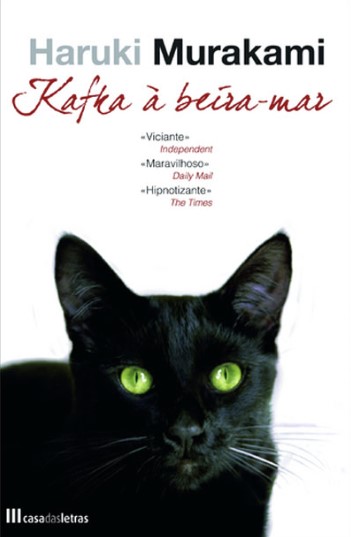 Haruki Murakami
Kafka à beira-mar
«Viciante»
Independent
«Maravilhoso»
Daily Mail
«Hipnotizante»
The Times
casadasletras